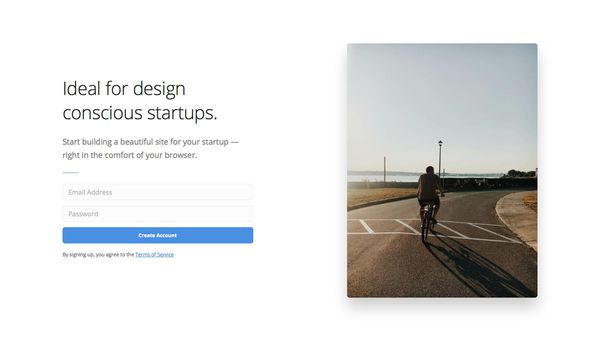 Ideal for design
conscious startups.
Start building a beautiful site for your startup —
right in the comfort of your browser.
Email Address
Password
Create Account
By signing up, you agree to the Terms of Service